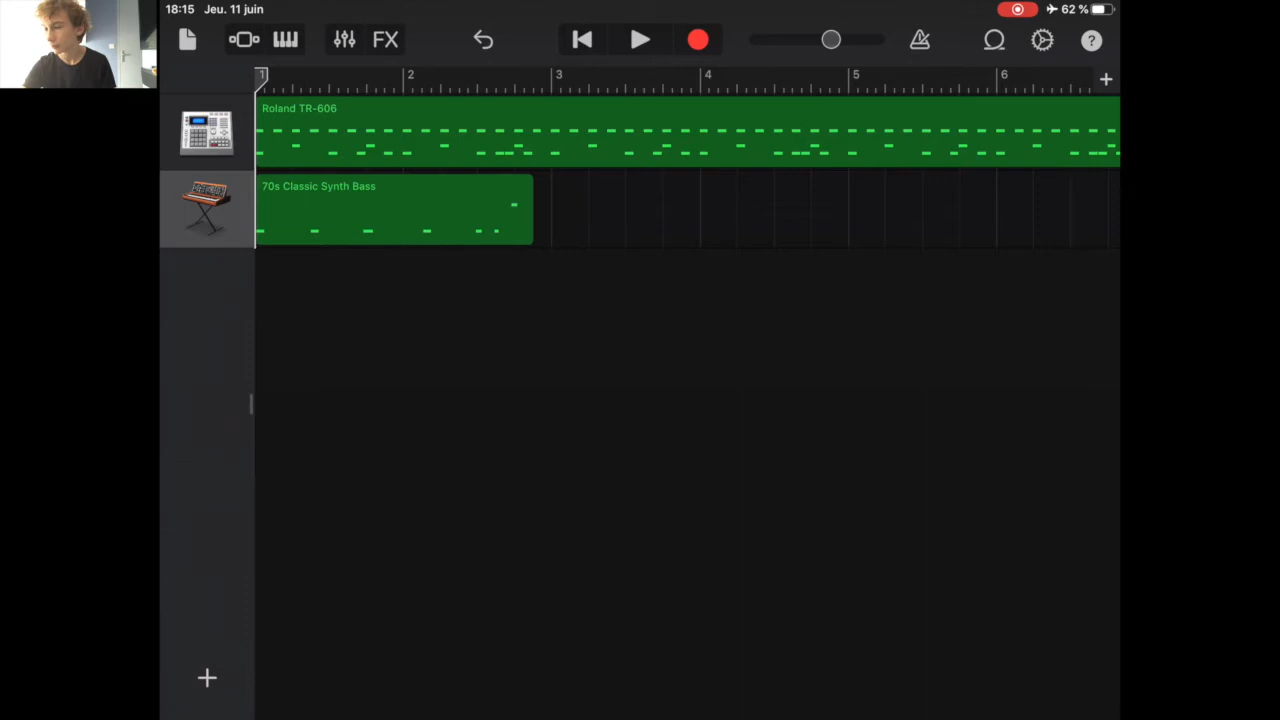 18:15 Jeu. 11 juin 62 %
FX
1 2 3 4 5 6
Roland TR-606
70s Classic Synth Bass